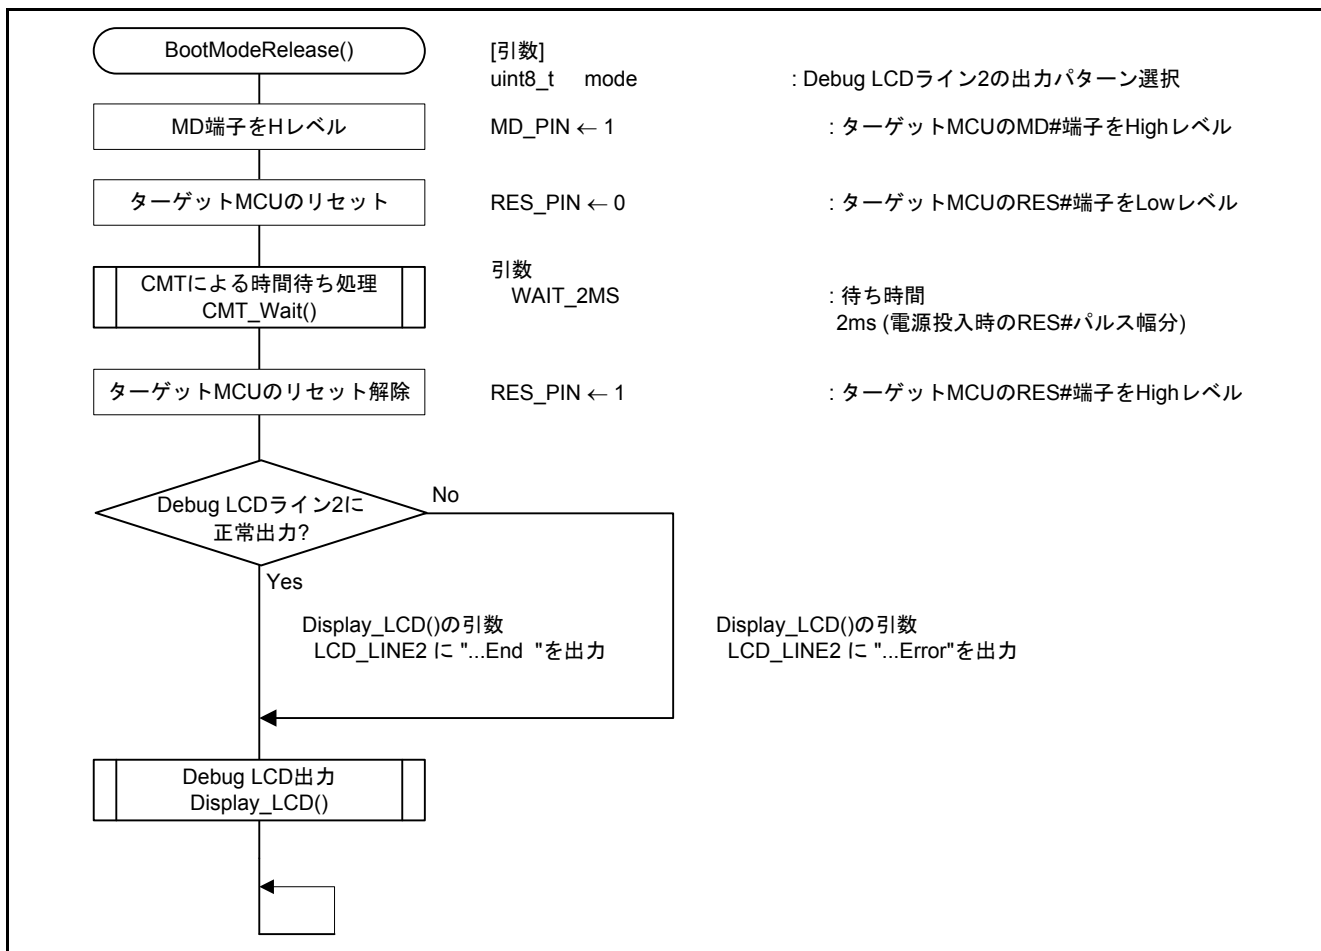 BootModeRelease()
[引数]
uint8_t mode : Debug LCDライン2の出力パターン選択
MD端子をHレベル
MD_PIN ← 1 : ターゲットMCUのMD#端子をHighレベル
ターゲットMCUのリセット
RES_PIN ← 0 : ターゲットMCUのRES#端子をLowレベル
CMTによる時間待ち処理
CMT_Wait()
引数
WAIT_2MS : 待ち時間
2ms (電源投入時のRES#パルス幅分)
ターゲットMCUのリセット解除
RES_PIN ← 1 : ターゲットMCUのRES#端子をHighレベル
Debug LCDライン2に
正常出力?
No
Yes
Display_LCD()の引数
LCD_LINE2 に "...End "を出力
Display_LCD()の引数
LCD_LINE2 に "...Error"を出力
Debug LCD出力
Display_LCD()